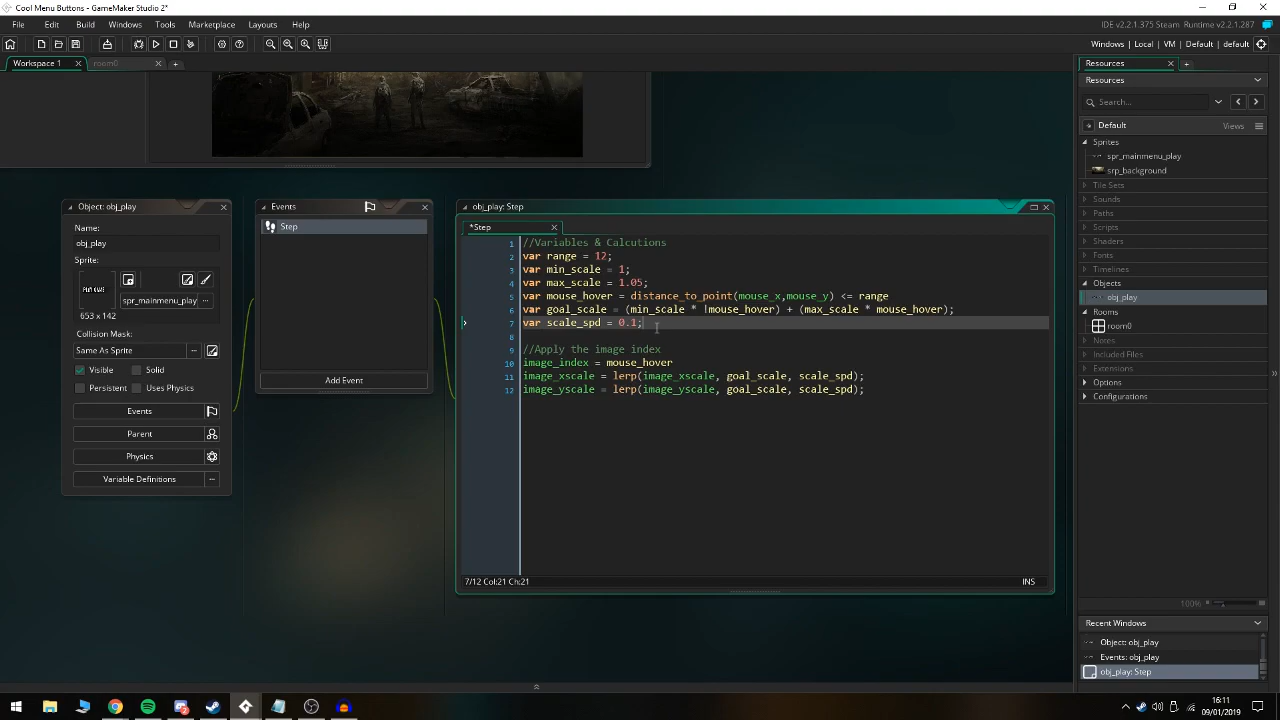 Cool Menu Buttons - GameMaker Studio 2*
File Edit Build Windows Tools Marketplace Layouts Help
IDE v2.2.1.375 Steam Runtime v2.2.1.287
Windows | Local | VM | Default | default
Workspace 1
room0
Resources
Resources
Search...
Default
Views
Sprites
spr_mainmenu_play
srp_background
Tile Sets
Sounds
Paths
Scripts
Shaders
Fonts
Timelines
Objects
obj_play
Rooms
room0
Notes
Included Files
Extensions
Options
Configurations
100%
Recent Windows
Object: obj_play
Events: obj_play
obj_play: Step
Object: obj_play
Name:
obj_play
Sprite:
PLAY GAME
spr_mainmenu_play
653 x 142
Collision Mask:
Same As Sprite
Visible
Solid
Persistent
Uses Physics
Events
Parent
Physics
Variable Definitions
Events
Step
Add Event
obj_play: Step
*Step
1 //Variables & Calcutions
2 var range = 12;
3 var min_scale = 1;
4 var max_scale = 1.05;
5 var mouse_hover = distance_to_point(mouse_x,mouse_y) <= range
6 var goal_scale = (min_scale * !mouse_hover) + (max_scale * mouse_hover);
7 var scale_spd = 0.1;
8
9 //Apply the image index
10 image_index = mouse_hover
11 image_xscale = lerp(image_xscale, goal_scale, scale_spd);
12 image_yscale = lerp(image_yscale, goal_scale, scale_spd);
7/12 Col:21 Ch:21
INS
16:11
09/01/2019